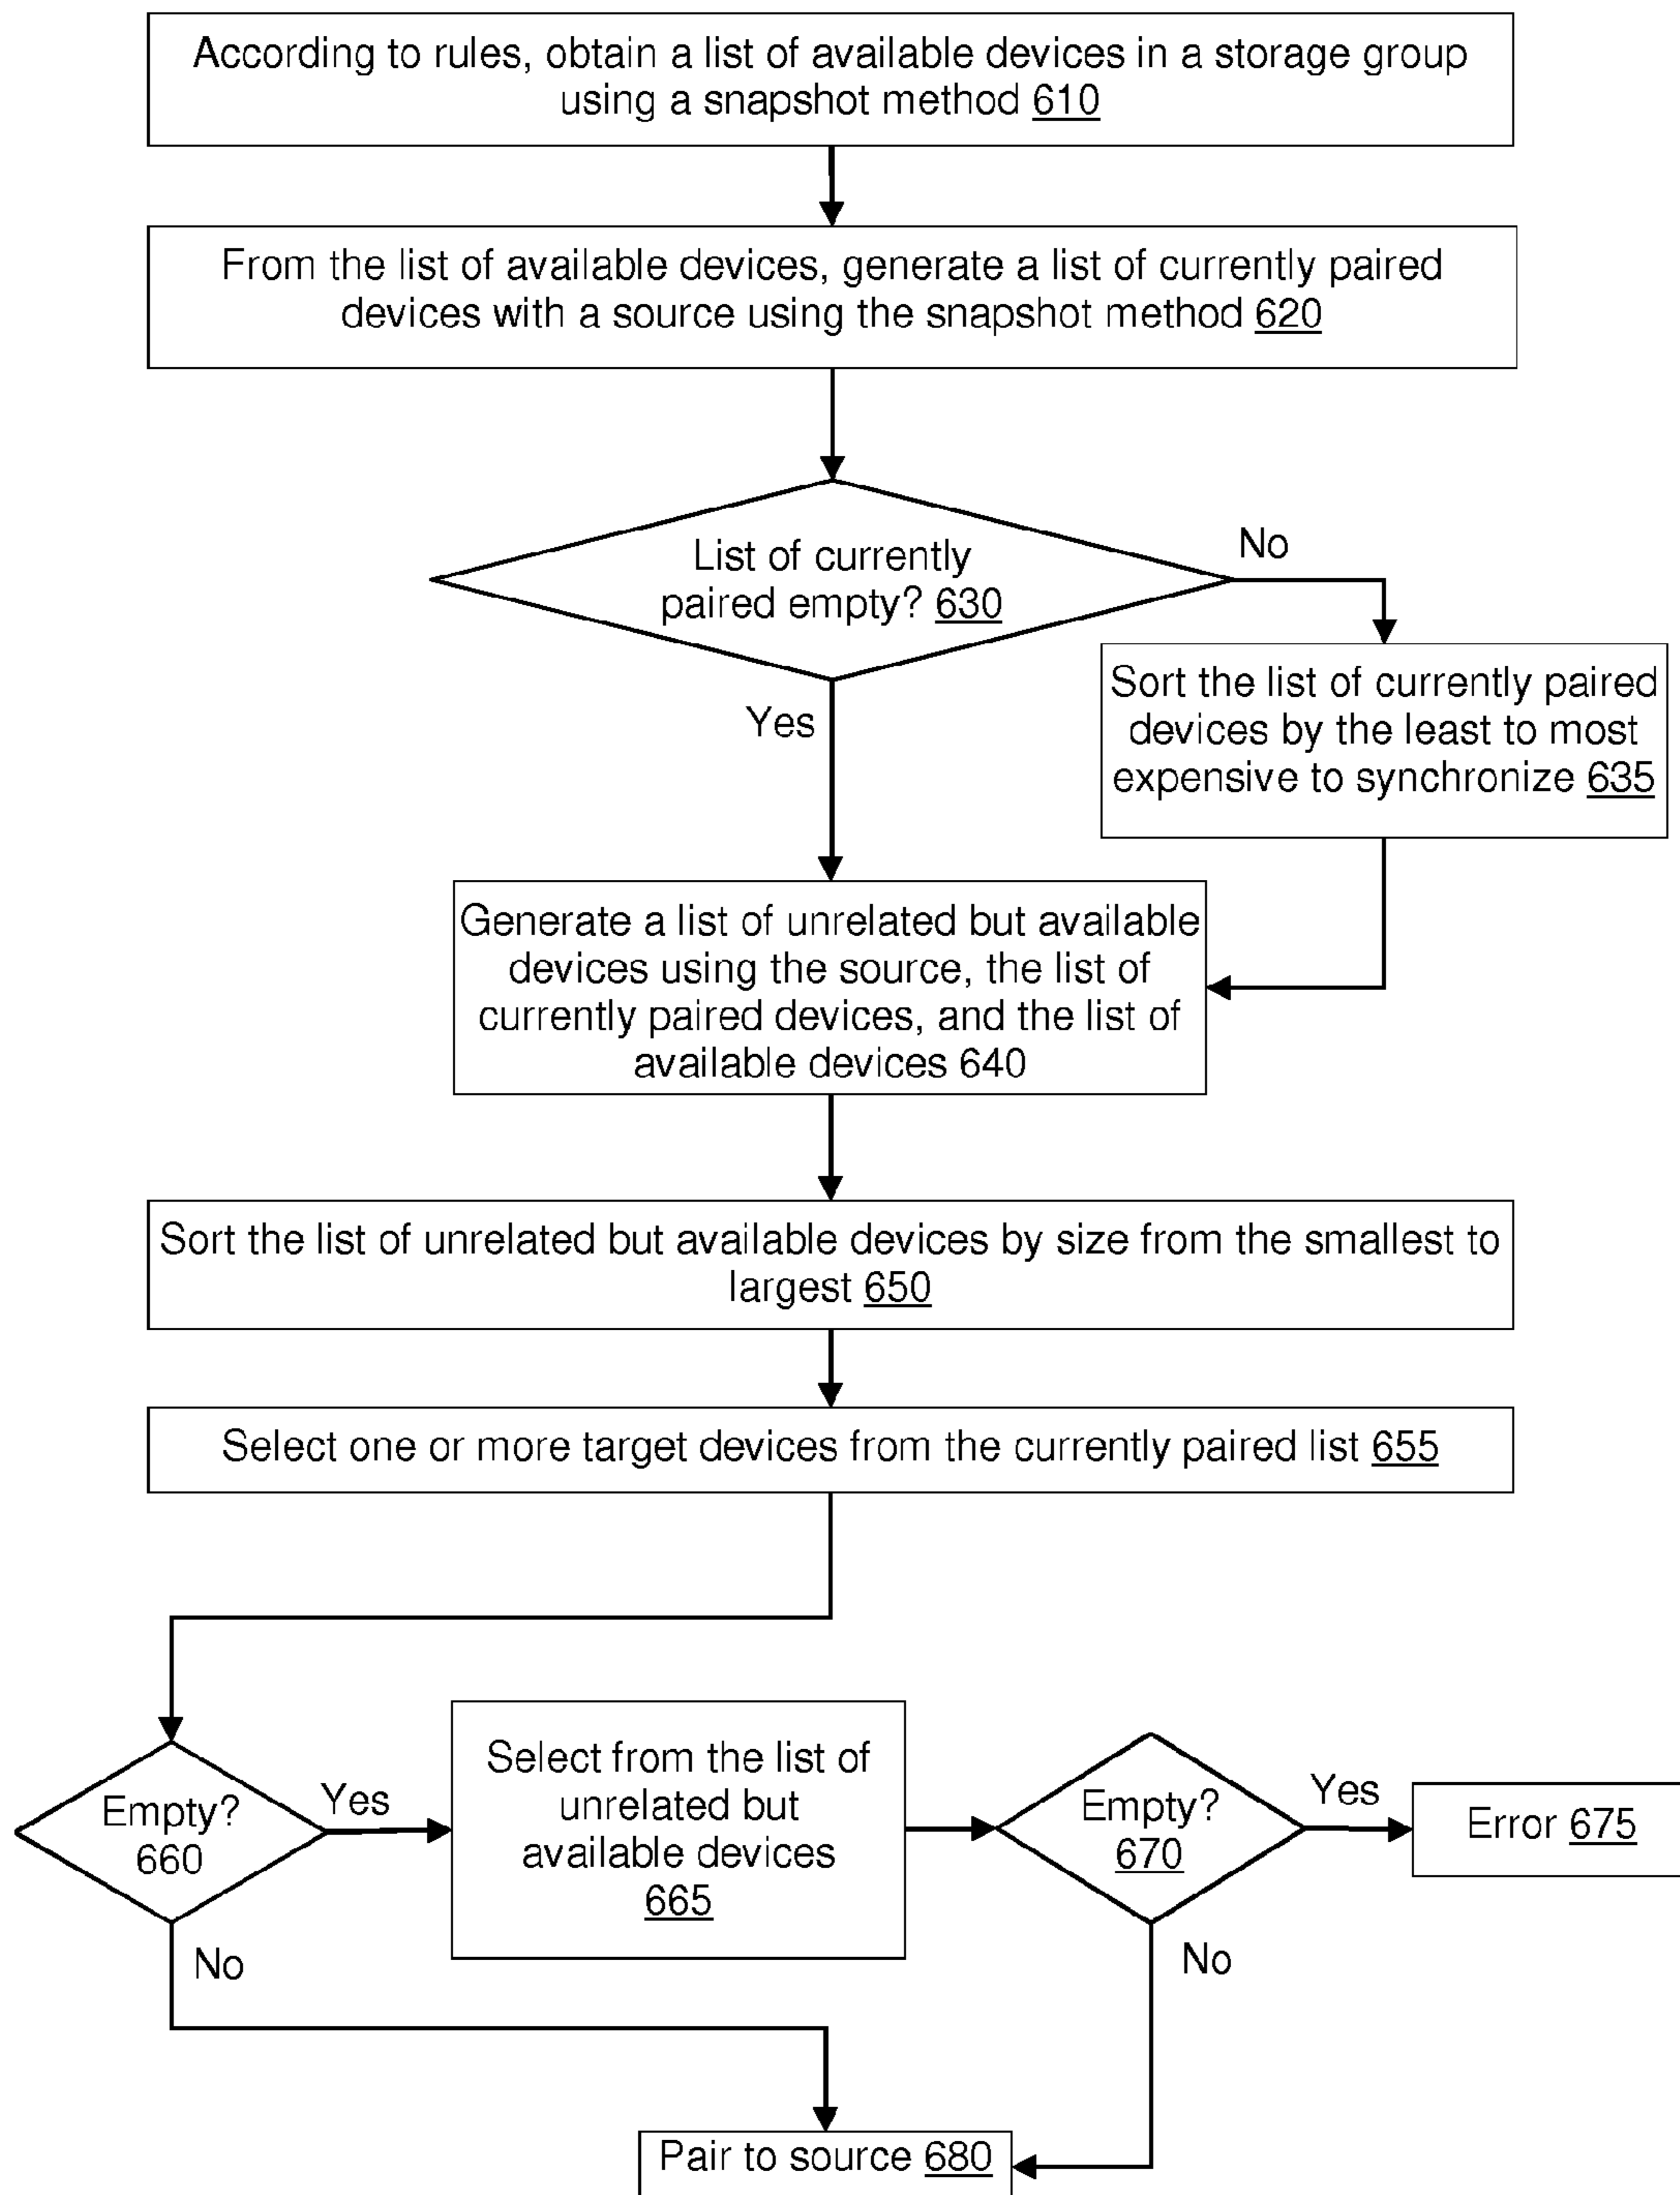 According to rules, obtain a list of available devices in a storage group
using a snapshot method 610
From the list of available devices, generate a list of currently paired
devices with a source using the snapshot method 620
List of currently
paired empty? 630
No
Sort the list of currently paired
devices by the least to most
expensive to synchronize 635
Yes
Generate a list of unrelated but available
devices using the source, the list of
currently paired devices, and the list of
available devices 640
Sort the list of unrelated but available devices by size from the smallest to
largest 650
Select one or more target devices from the currently paired list 655
Empty?
660
Yes
Select from the list of
unrelated but
available devices
665
Empty?
670
Yes
Error 675
No
No
Pair to source 680